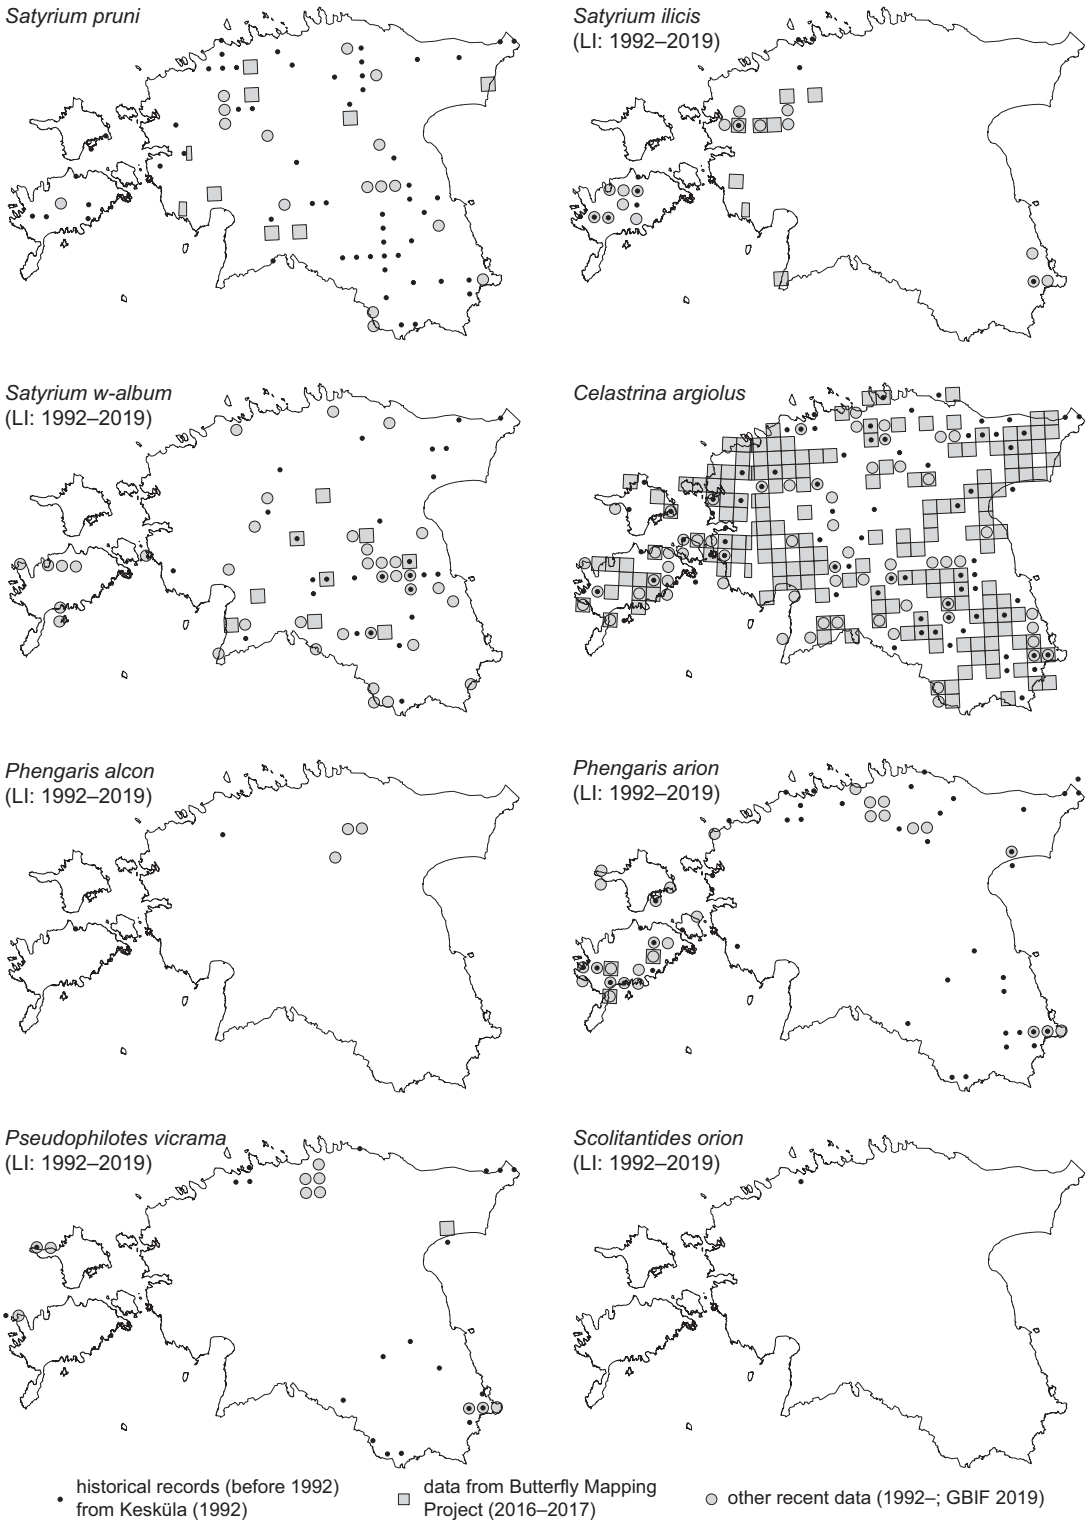 Satyrium pruni
Satyrium ilicis
(LI: 1992–2019)
Satyrium w-album
(LI: 1992–2019)
Celastrina argiolus
Phengaris alcon
(LI: 1992–2019)
Phengaris arion
(LI: 1992–2019)
Pseudophilotes vicrama
(LI: 1992–2019)
Scolitantides orion
(LI: 1992–2019)
historical records (before 1992)
from Kesküla (1992)
data from Butterfly Mapping
Project (2016–2017)
other recent data (1992–; GBIF 2019)